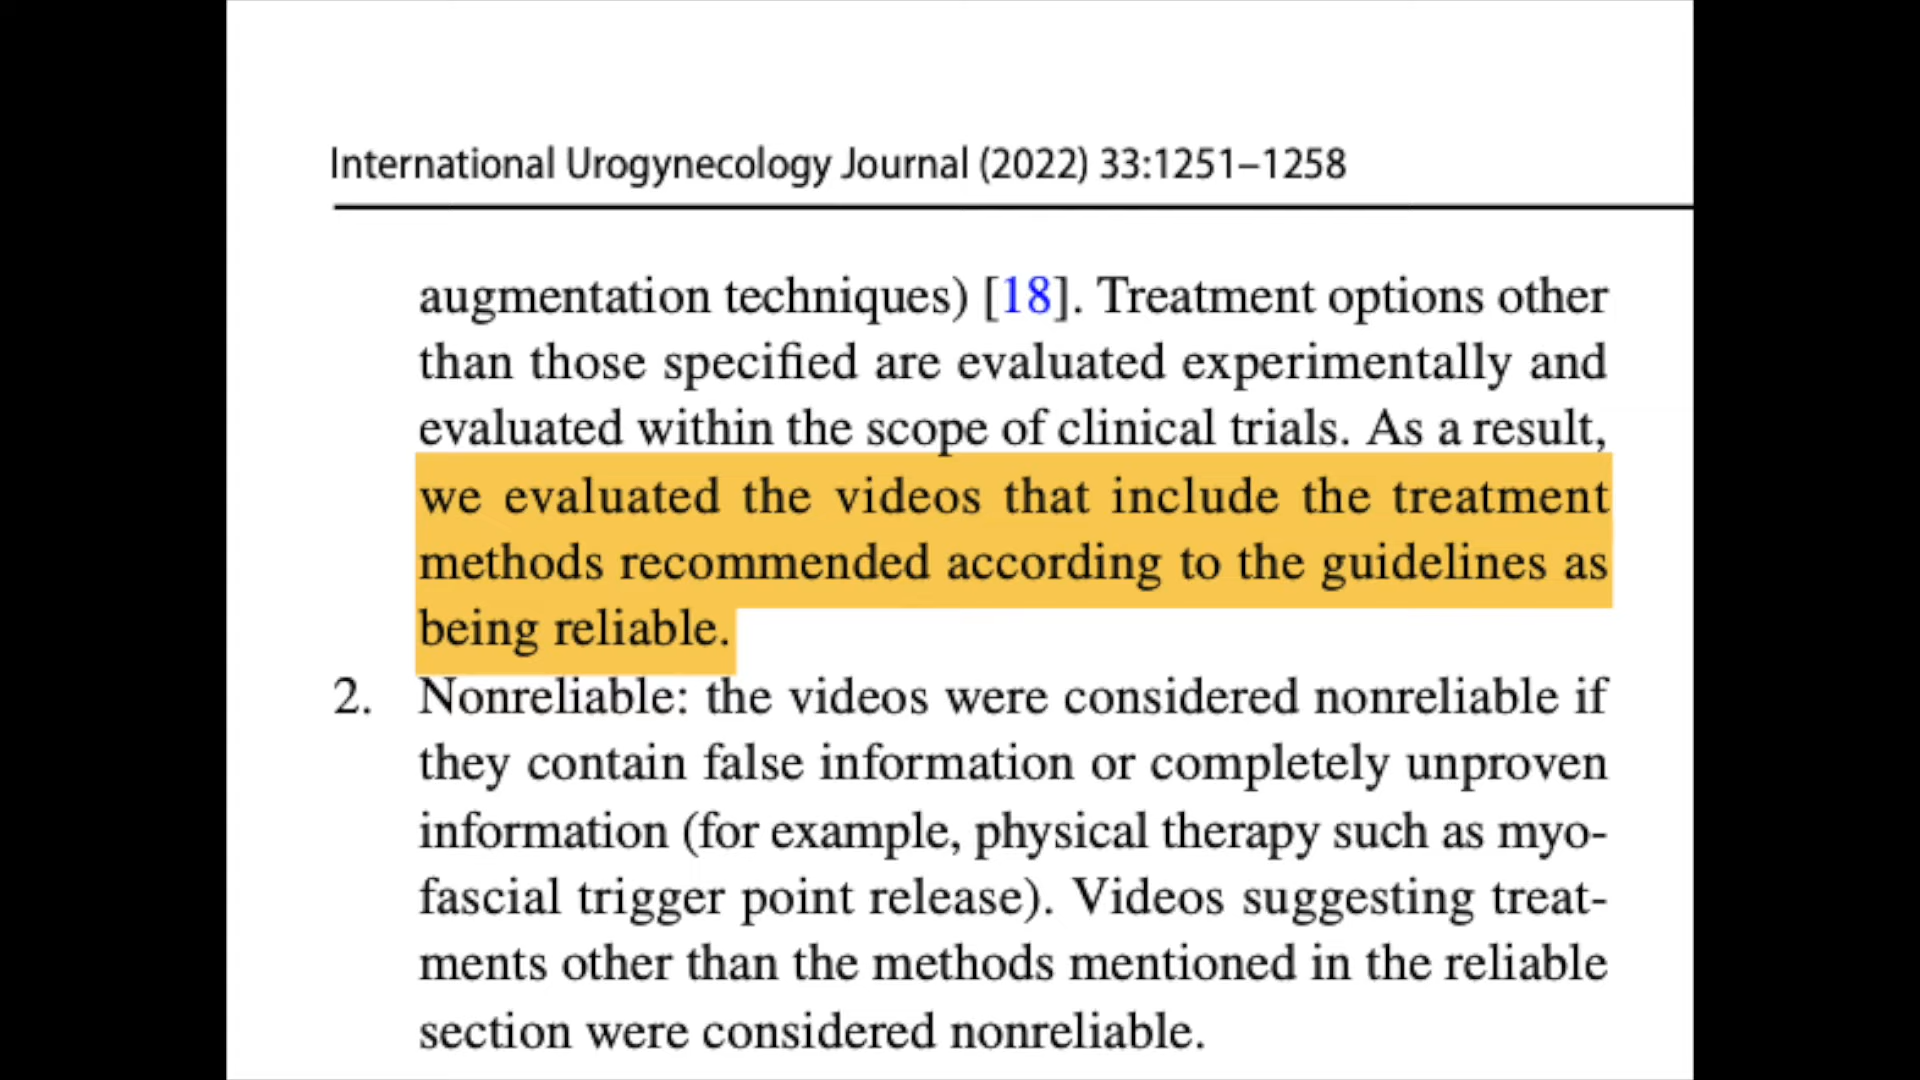 International Urogynecology Journal (2022) 33:1251–1258
augmentation techniques) [18]. Treatment options other
than those specified are evaluated experimentally and
evaluated within the scope of clinical trials. As a result,
we evaluated the videos that include the treatment
methods recommended according to the guidelines as
being reliable.
2. Nonreliable: the videos were considered nonreliable if
they contain false information or completely unproven
information (for example, physical therapy such as myo-
fascial trigger point release). Videos suggesting treat-
ments other than the methods mentioned in the reliable
section were considered nonreliable.